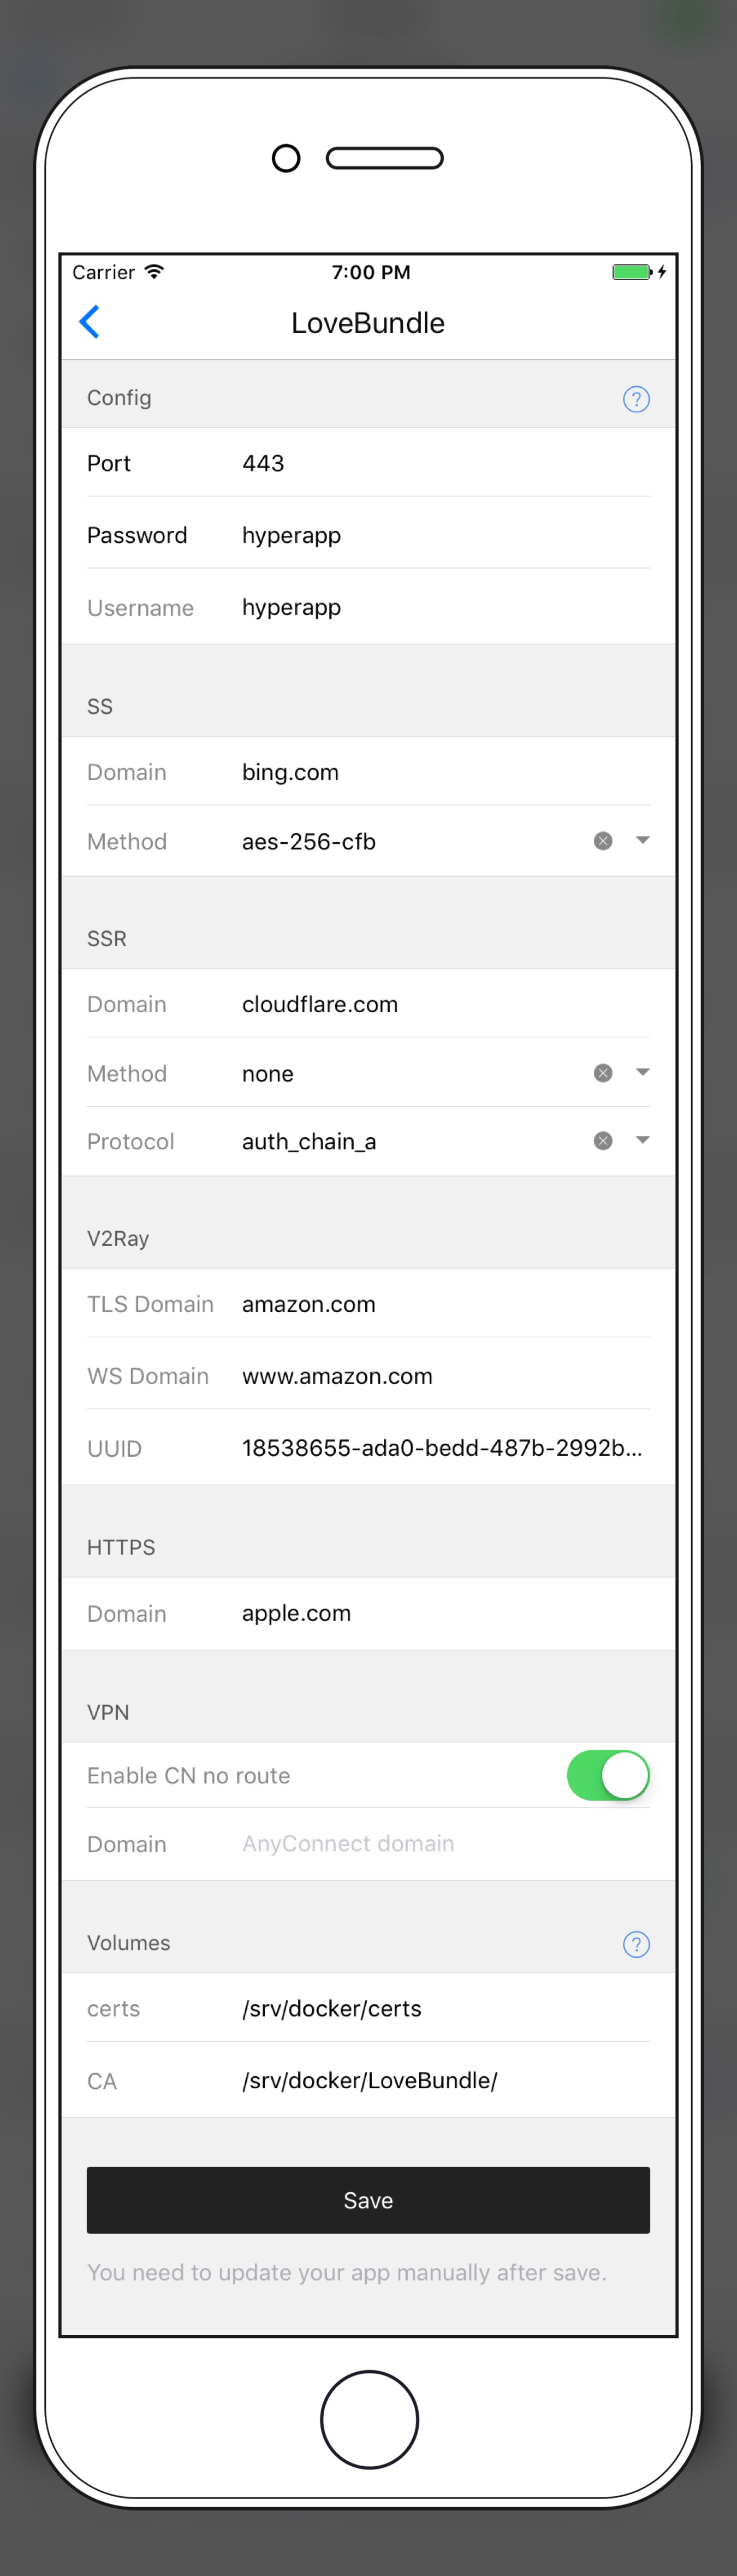 Carrier 7:00 PM
LoveBundle
Config ?
Port 443
Password hyperapp
Username hyperapp
SS
Domain bing.com
Method aes-256-cfb
SSR
Domain cloudflare.com
Method none
Protocol auth_chain_a
V2Ray
TLS Domain amazon.com
WS Domain www.amazon.com
UUID 18538655-ada0-bedd-487b-2992b...
HTTPS
Domain apple.com
VPN
Enable CN no route
Domain AnyConnect domain
Volumes ?
certs /srv/docker/certs
CA /srv/docker/LoveBundle/
Save
You need to update your app manually after save.